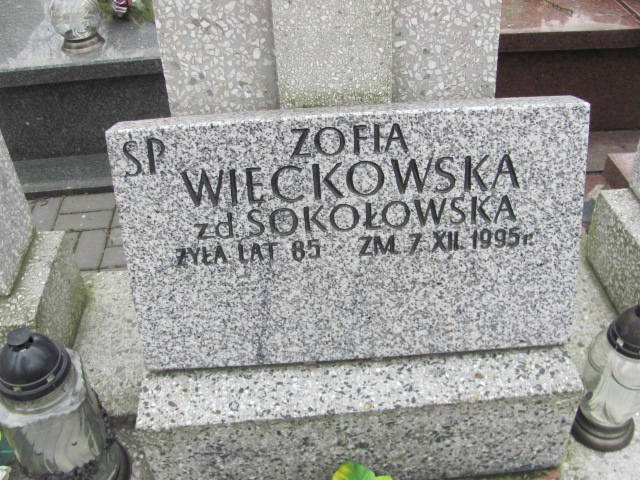 SP ZOFIA
WIĘCKOWSKA
zd. SOKOŁOWSKA
ŻYŁA LAT 85 ZM. 7 XII. 1995 r.